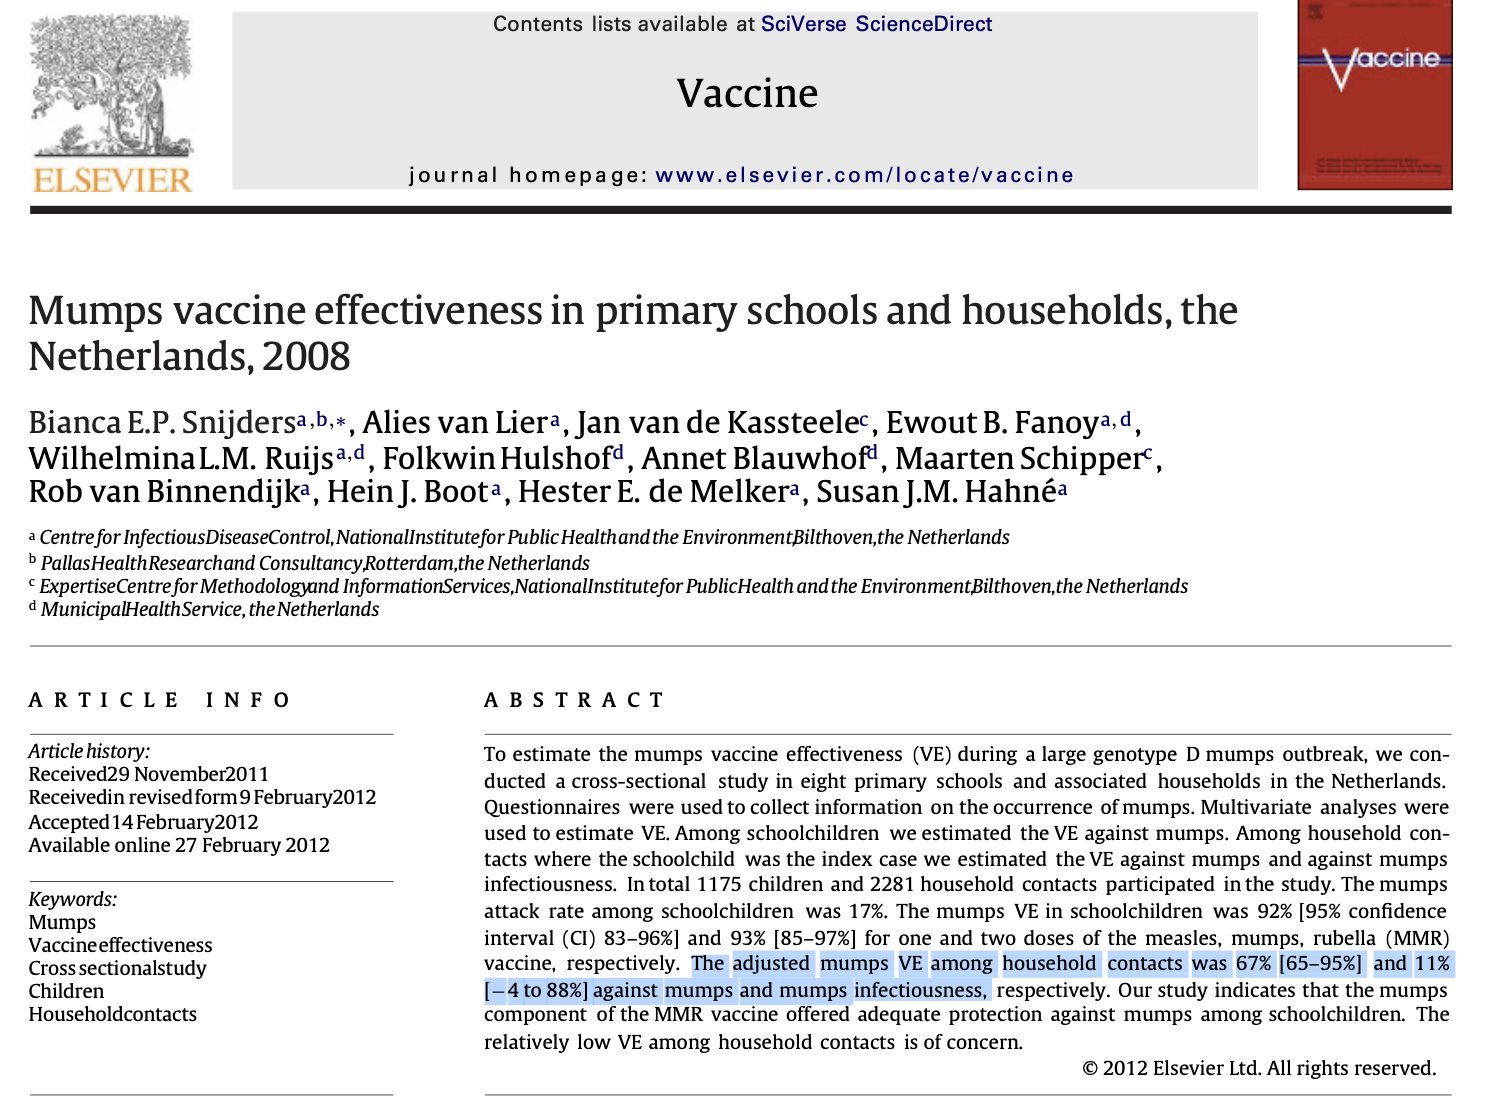 Contents lists available at SciVerse ScienceDirect
Vaccine
journal homepage: www.elsevier.com/locate/vaccine
ELSEVIER
Vaccine
Mumps vaccine effectiveness in primary schools and households, the
Netherlands, 2008
Bianca E.P. Snijders a,b,*, Alies van Lier a, Jan van de Kassteele c, Ewout B. Fanoy a,d,
Wilhelmina L.M. Ruijs a,d, Folkwin Hulshof d, Annet Blauwhof d, Maarten Schipper c,
Rob van Binnendijk a, Hein J. Boot a, Hester E. de Melker a, Susan J.M. Hahné a
a Centre for Infectious Disease Control, National Institute for Public Health and the Environment, Bilthoven, the Netherlands
b Pallas Health Research and Consultancy, Rotterdam, the Netherlands
c Expertise Centre for Methodology and Information Services, National Institute for Public Health and the Environment, Bilthoven, the Netherlands
d Municipal Health Service, the Netherlands
ARTICLE INFO
Article history:
Received 29 November 2011
Received in revised form 9 February 2012
Accepted 14 February 2012
Available online 27 February 2012
Keywords:
Mumps
Vaccine effectiveness
Cross sectional study
Children
Household contacts
ABSTRACT
To estimate the mumps vaccine effectiveness (VE) during a large genotype D mumps outbreak, we con-
ducted a cross-sectional study in eight primary schools and associated households in the Netherlands.
Questionnaires were used to collect information on the occurrence of mumps. Multivariate analyses were
used to estimate VE. Among schoolchildren we estimated the VE against mumps. Among household con-
tacts where the schoolchild was the index case we estimated the VE against mumps and against mumps
infectiousness. In total 1175 children and 2281 household contacts participated in the study. The mumps
attack rate among schoolchildren was 17%. The mumps VE in schoolchildren was 92% [95% confidence
interval (CI) 83–96%] and 93% [85–97%] for one and two doses of the measles, mumps, rubella (MMR)
vaccine, respectively. The adjusted mumps VE among household contacts was 67% [65–95%] and 11%
[−4 to 88%] against mumps and mumps infectiousness, respectively. Our study indicates that the mumps
component of the MMR vaccine offered adequate protection against mumps among schoolchildren. The
relatively low VE among household contacts is of concern.
© 2012 Elsevier Ltd. All rights reserved.